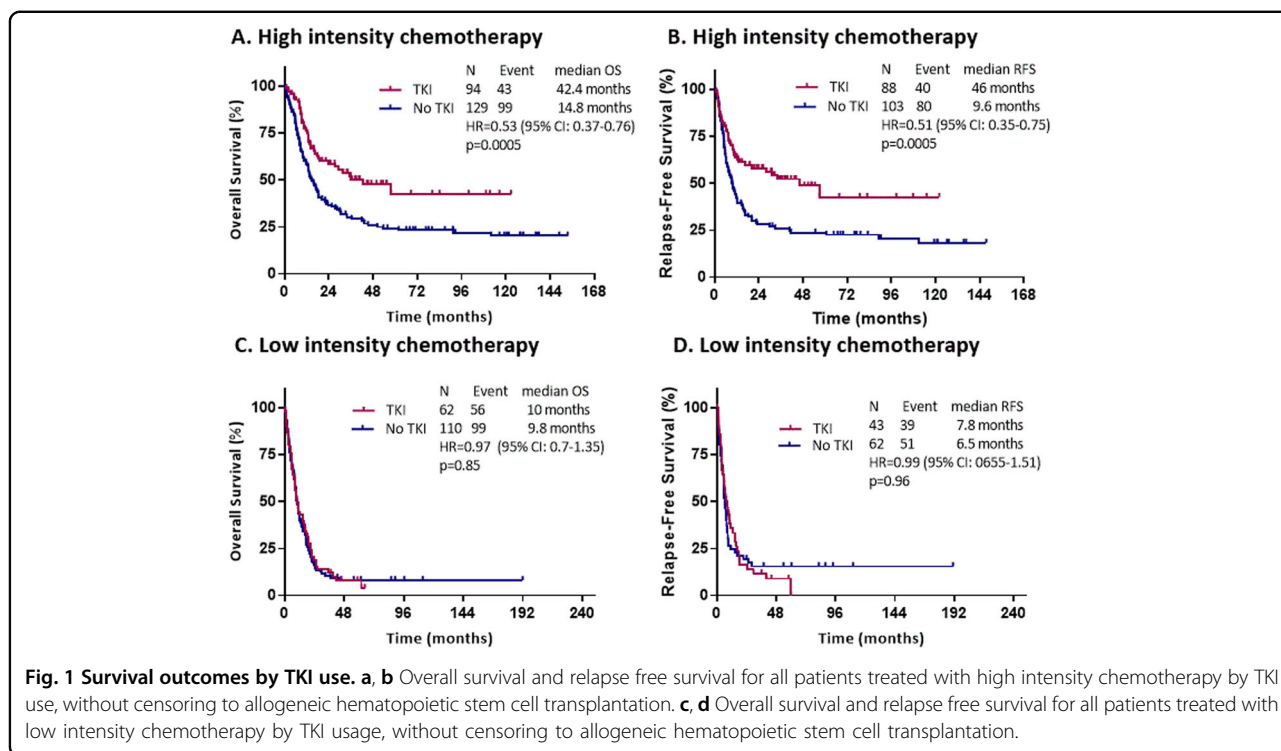 A. High intensity chemotherapy
N Event median OS
TKI 94 43 42.4 months
No TKI 129 99 14.8 months
HR=0.53 (95% CI: 0.37-0.76)
p=0.0005
Overall Survival (%)
100
75
50
25
0
0 24 48 72 96 120 144 168
Time (months)
B. High intensity chemotherapy
N Event median RFS
TKI 88 40 46 months
No TKI 103 80 9.6 months
HR=0.51 (95% CI: 0.35-0.75)
p=0.0005
Relapse-Free Survival (%)
100
75
50
25
0
0 24 48 72 96 120 144 168
Time (months)
C. Low intensity chemotherapy
N Event median OS
TKI 62 56 10 months
No TKI 110 99 9.8 months
HR=0.97 (95% CI: 0.7-1.35)
p=0.85
Overall Survival (%)
100
75
50
25
0
0 48 96 144 192 240
Time (months)
D. Low intensity chemotherapy
N Event median RFS
TKI 43 39 7.8 months
No TKI 62 51 6.5 months
HR=0.99 (95% CI: 0655-1.51)
p=0.96
Relapse-Free Survival (%)
100
75
50
25
0
0 48 96 144 192 240
Time (months)
Fig. 1 Survival outcomes by TKI use. a, b Overall survival and relapse free survival for all patients treated with high intensity chemotherapy by TKI
use, without censoring to allogeneic hematopoietic stem cell transplantation. c, d Overall survival and relapse free survival for all patients treated with
low intensity chemotherapy by TKI usage, without censoring to allogeneic hematopoietic stem cell transplantation.